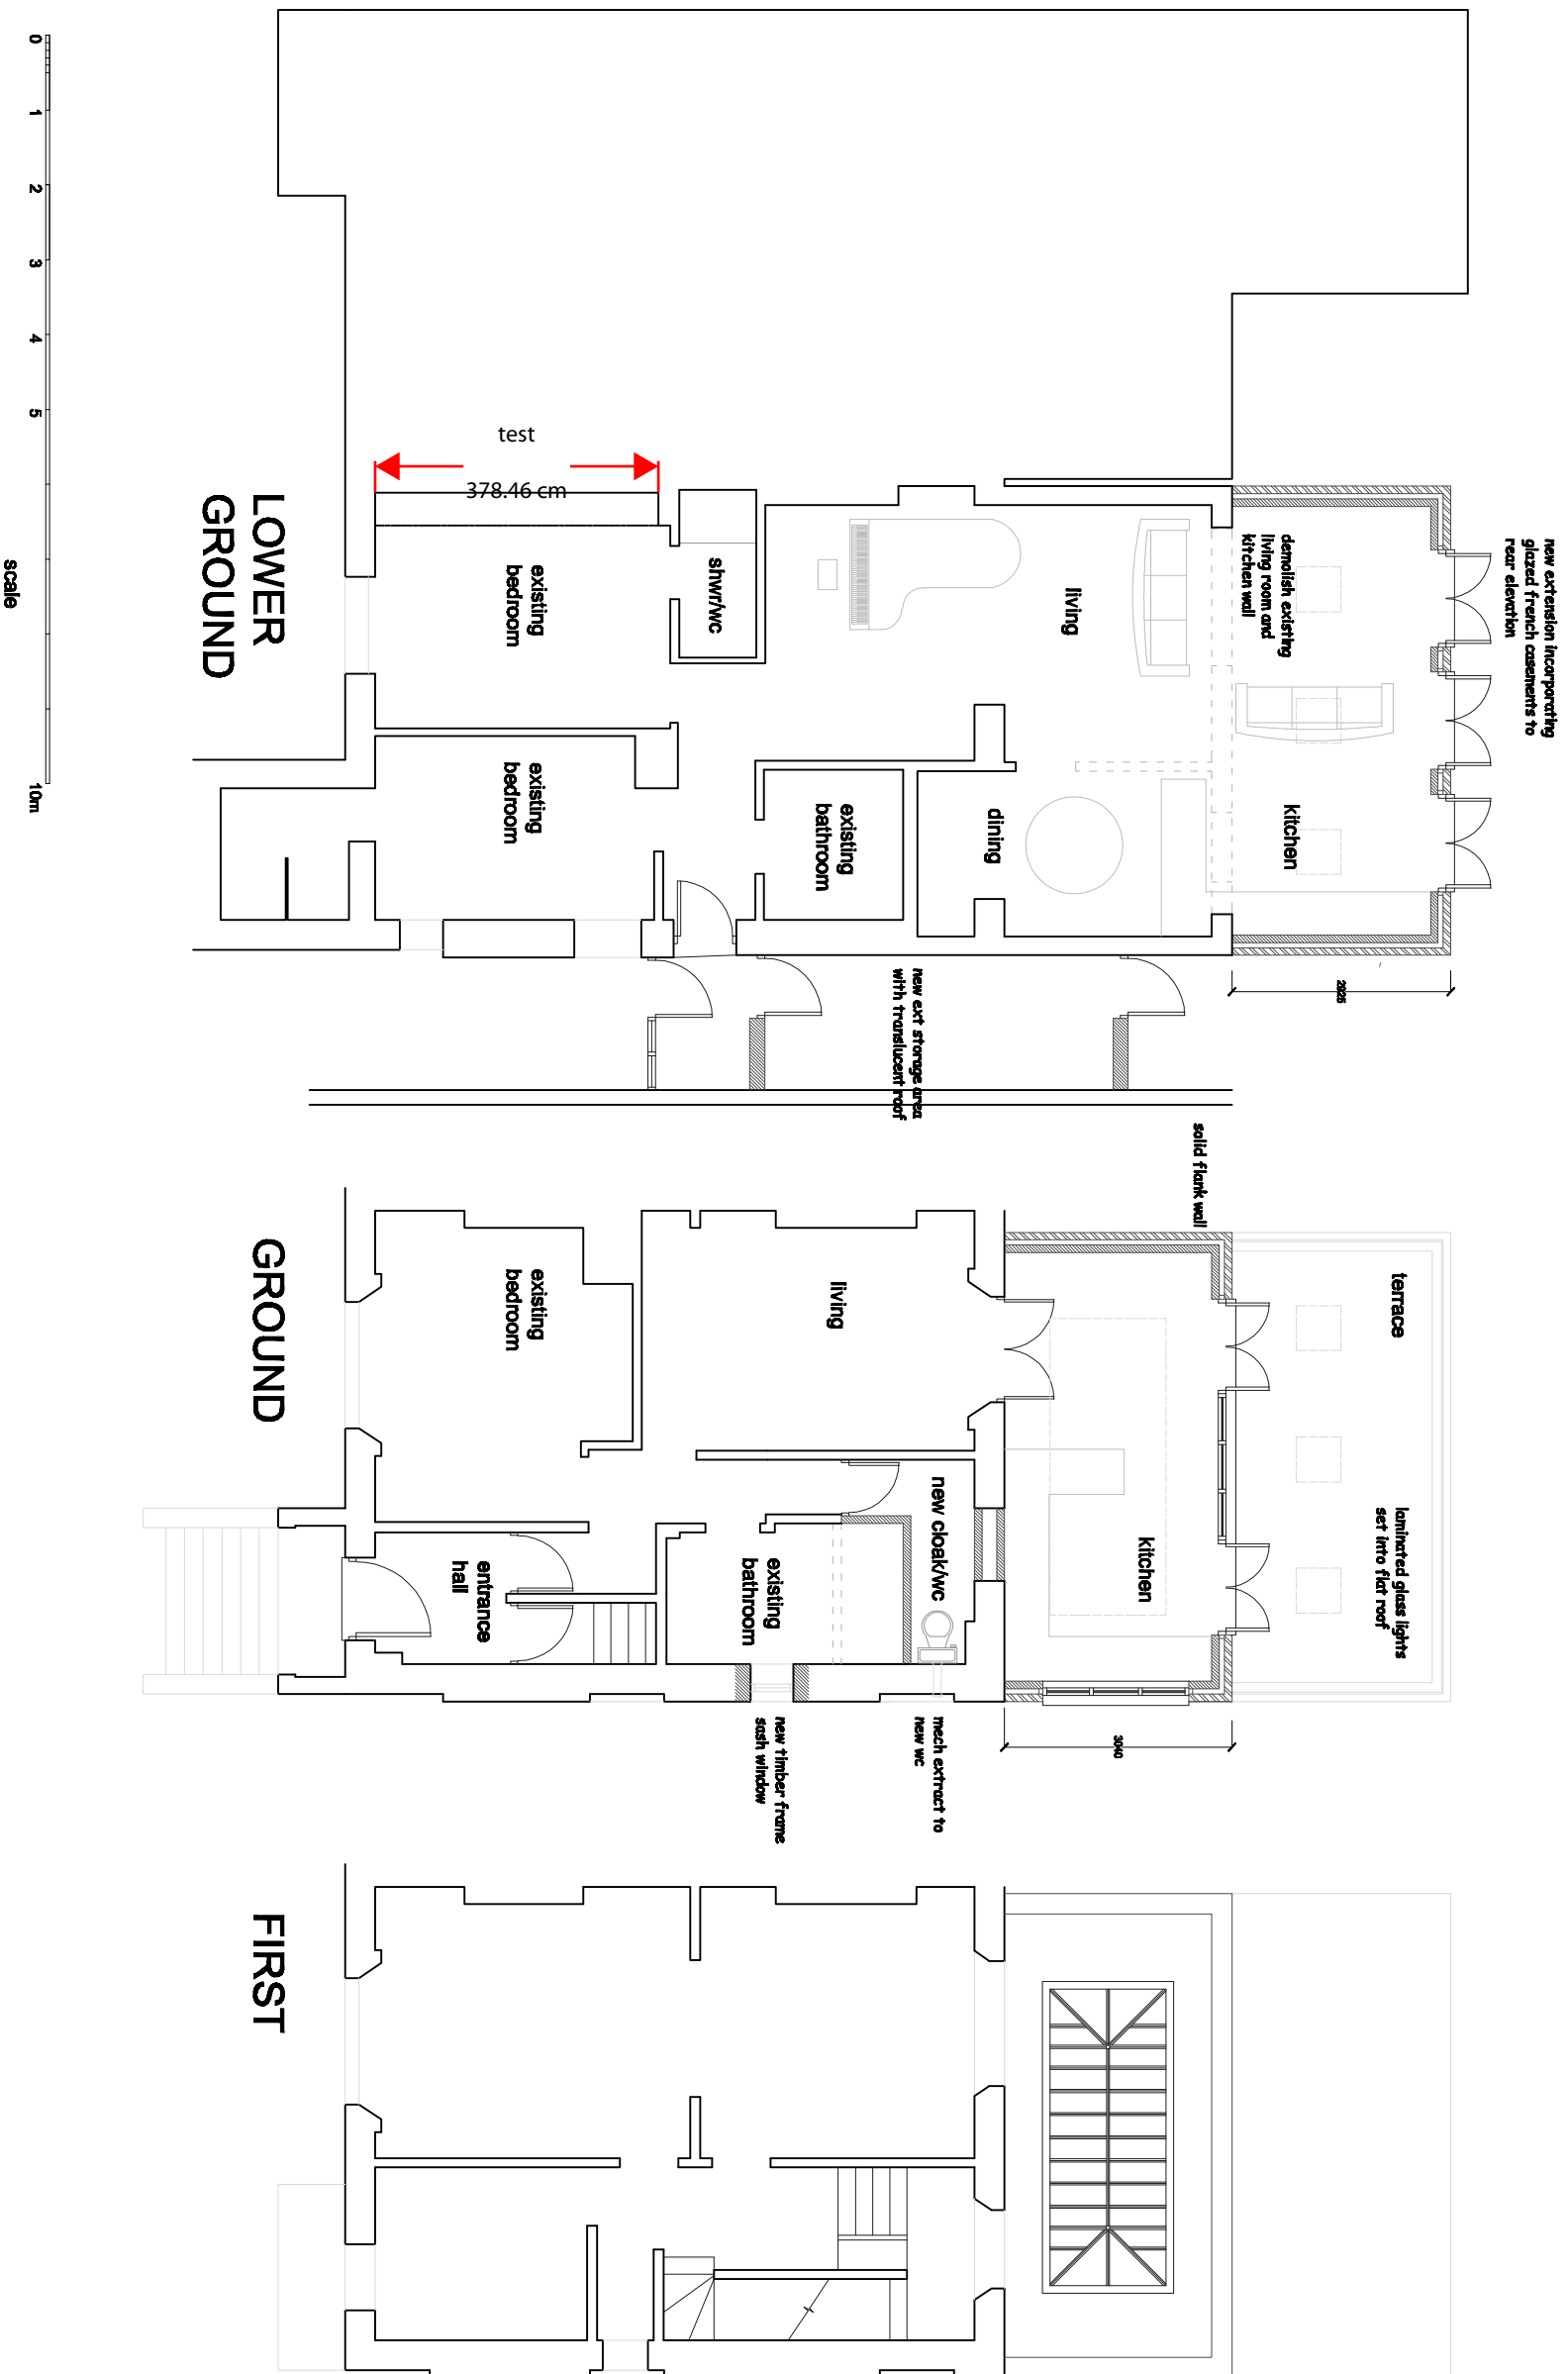 new extension incorporating
glazed french casements to
rear elevation
demolish existing
living room and
kitchen wall
kitchen
living
dining
existing
bathroom
shwr/wc
existing
bedroom
existing
bedroom
test
378.46 cm
2925
new ext storage area
with translucent roof
LOWER
GROUND
0
1
2
3
4
5
10m
scale
solid flank wall
terrace
laminated glass lights
set into flat roof
kitchen
living
new cloak/wc
existing
bathroom
existing
bedroom
entrance
hall
3040
mech extract to
new wc
new timber frame
sash window
GROUND
FIRST